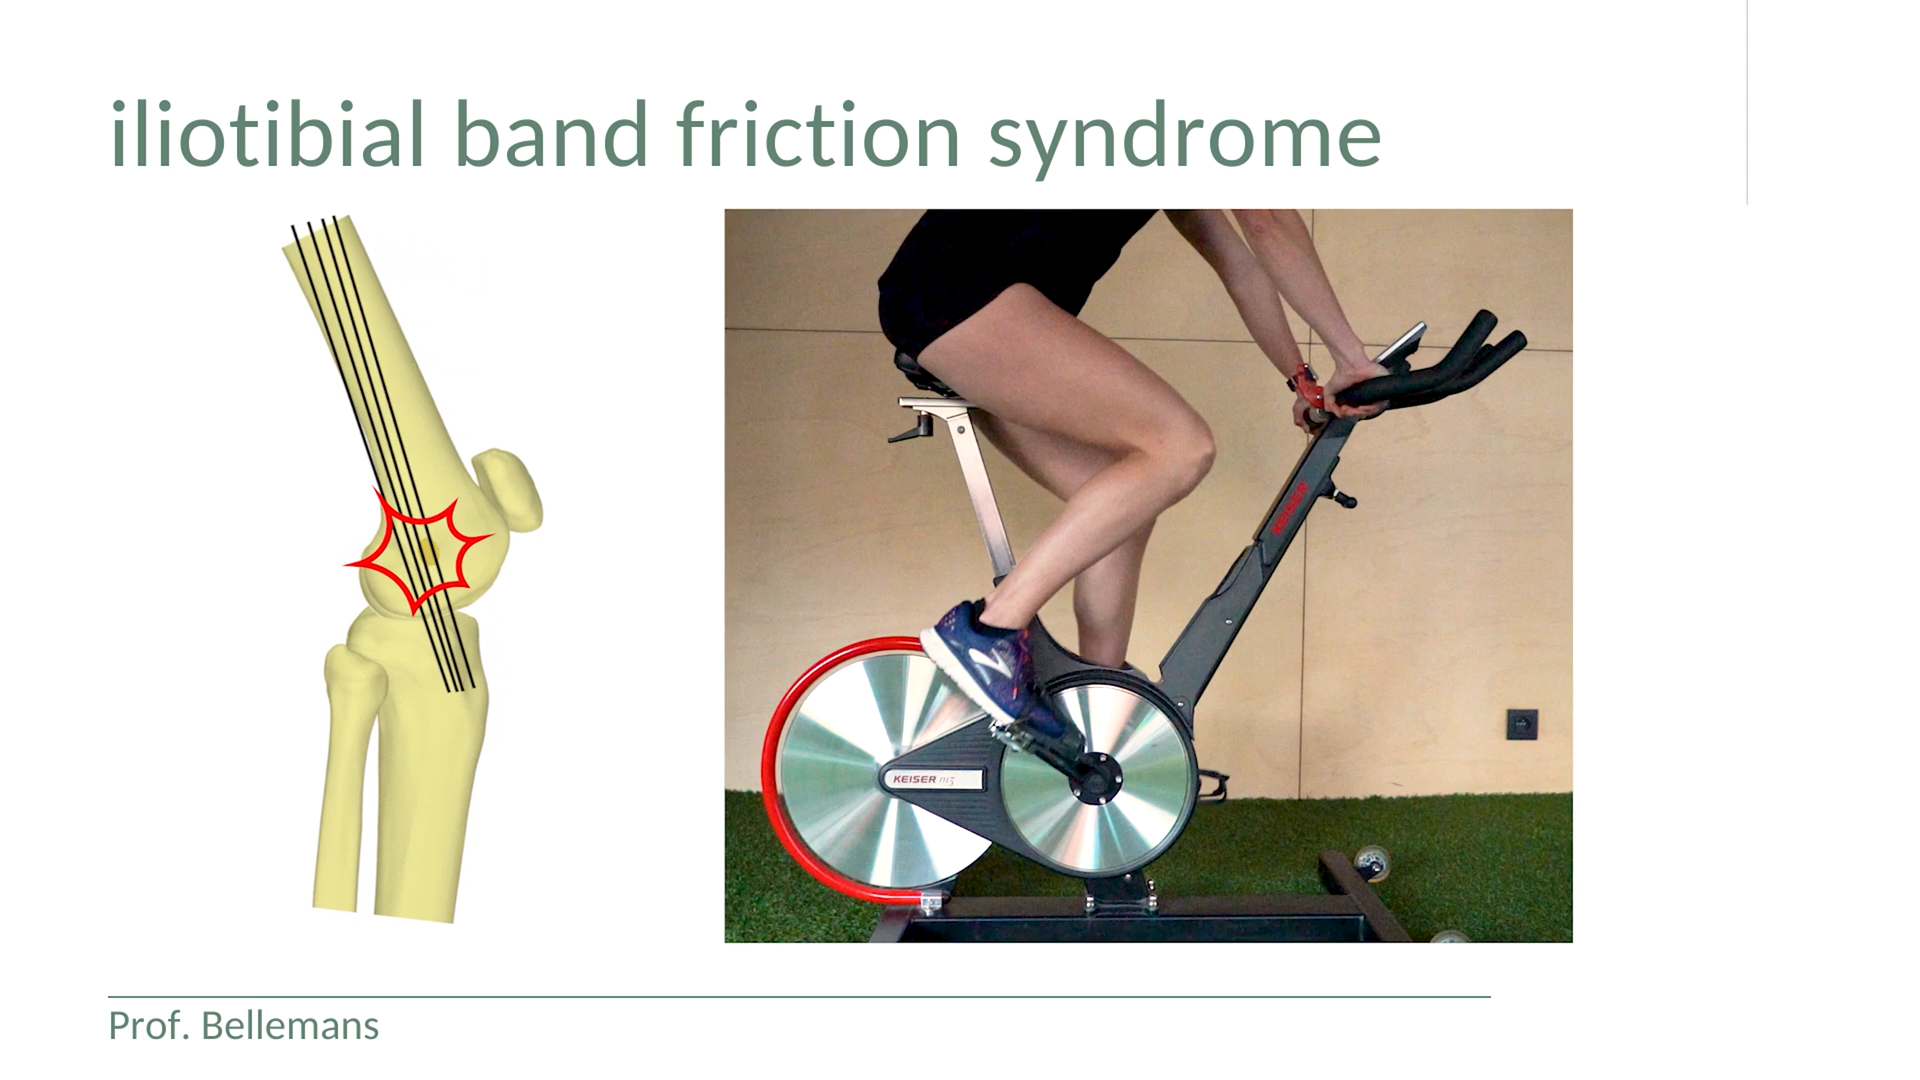 iliotibial band friction syndrome
KEISER
KEISER m3
Prof. Bellemans